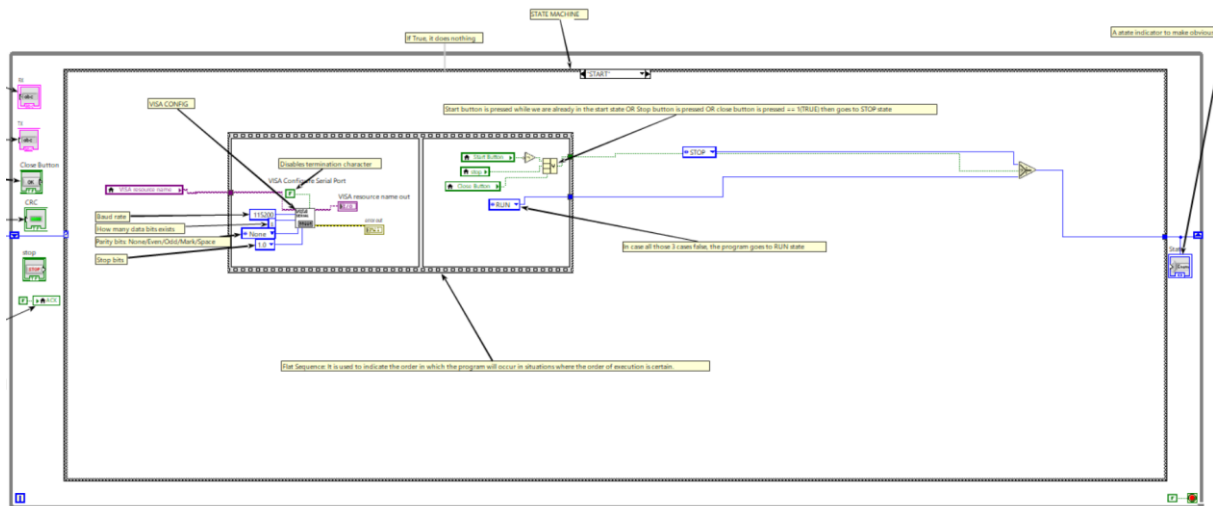 STATE MACHINE
If True, it does nothing
A atate indicator to make obvious
"START"
VISA CONFIG
Start button is pressed while we are already in the start state OR Stop button is pressed OR close button is pressed == 1(TRUE) then goes to STOP state
Close Button
CRC
stop
ACK
F
Disables termination character
VISA Configure Serial Port
F
VISA resource name
VISA resource name out
Baud rate
115200
How many data bits exists
Parity bits: None/Even/Odd/Mark/Space
None
Stop bits
1.0
Start Button
stop
Close Button
RUN
STOP
In case all those 3 cases false, the program goes to RUN state
State
Flat Sequence: It is used to indicate the order in which the program will occur in situations where the order of execution is certain.
i
F